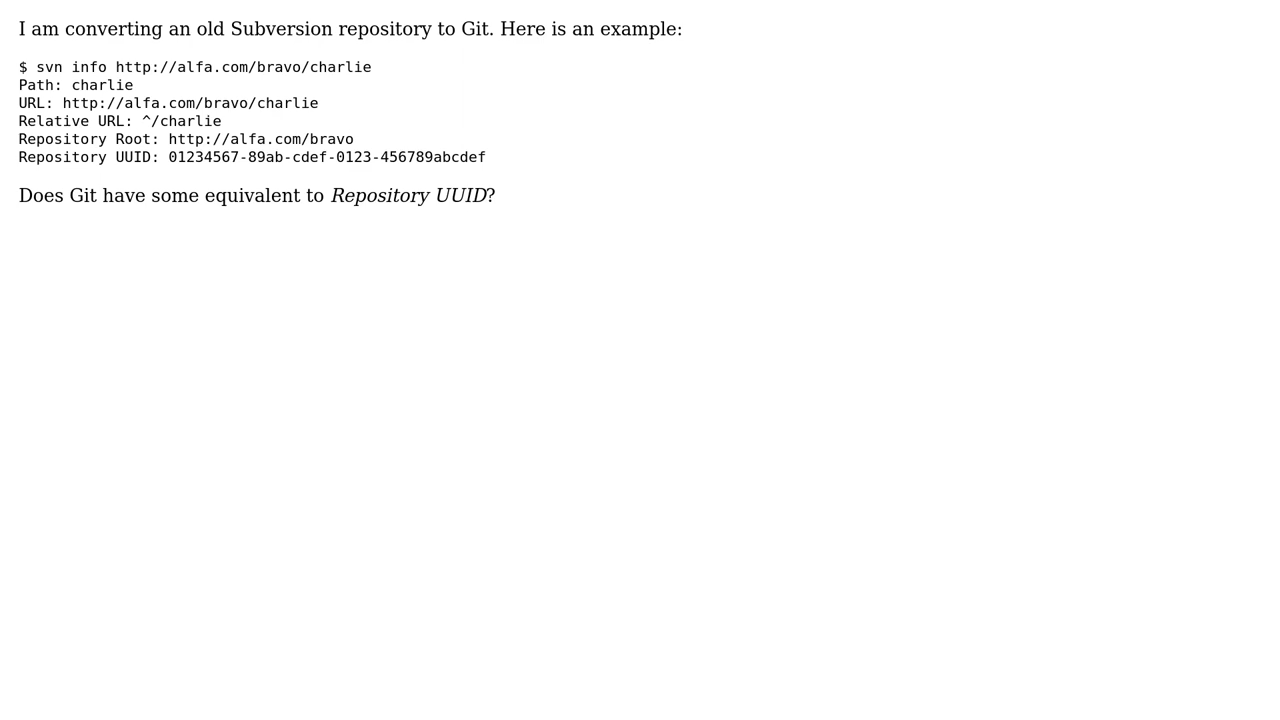 I am converting an old Subversion repository to Git. Here is an example:
$ svn info http://alfa.com/bravo/charlie
Path: charlie
URL: http://alfa.com/bravo/charlie
Relative URL: ^/charlie
Repository Root: http://alfa.com/bravo
Repository UUID: 01234567-89ab-cdef-0123-456789abcdef
Does Git have some equivalent to Repository UUID?